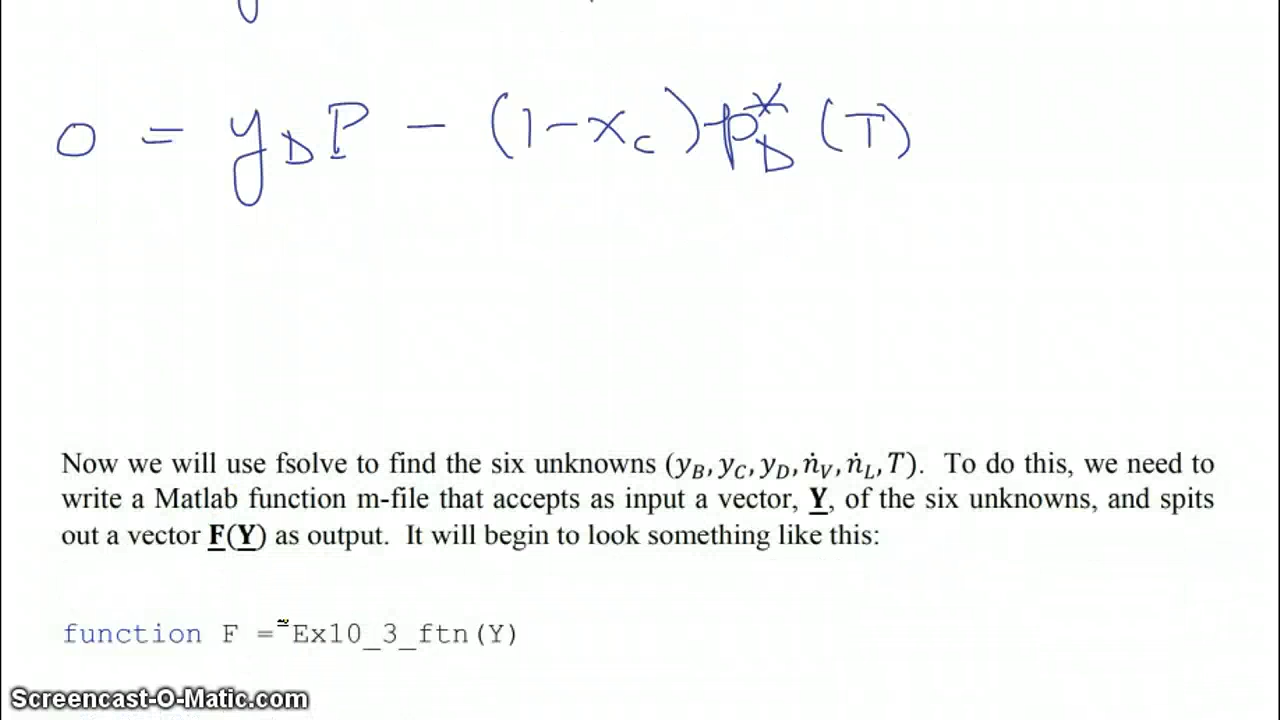 0 = y_D P - (1-x_C) p_D^* (T)
Now we will use fsolve to find the six unknowns (y_B, y_C, y_D, ṅ_V, ṅ_L, T). To do this, we need to
write a Matlab function m-file that accepts as input a vector, Y, of the six unknowns, and spits
out a vector F(Y) as output. It will begin to look something like this:
function F = Ex10_3_ftn(Y)
Screencast-O-Matic.com